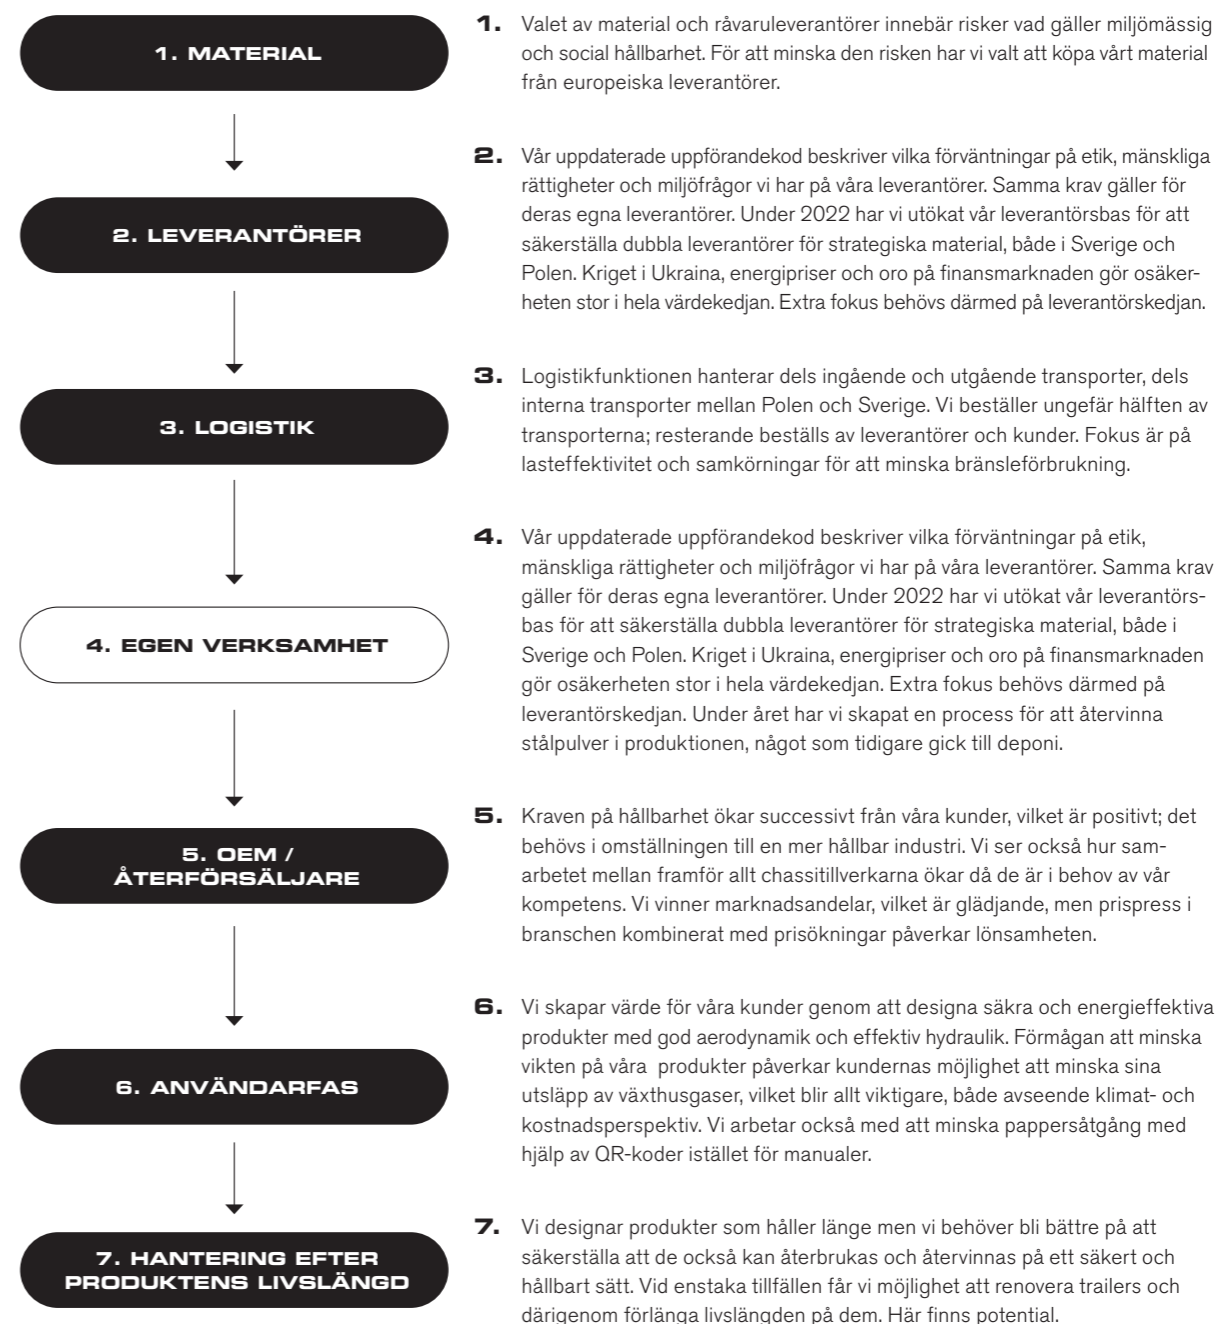 1. MATERIAL
1. Valet av material och råvaruleverantörer innebär risker vad gäller miljömässig
och social hållbarhet. För att minska den risken har vi valt att köpa vårt material
från europeiska leverantörer.
2. LEVERANTÖRER
2. Vår uppdaterade uppförandekod beskriver vilka förväntningar på etik, mänskliga
rättigheter och miljöfrågor vi har på våra leverantörer. Samma krav gäller för
deras egna leverantörer. Under 2022 har vi utökat vår leverantörsbas för att
säkerställa dubbla leverantörer för strategiska material, både i Sverige och
Polen. Kriget i Ukraina, energipriser och oro på finansmarknaden gör osäker-
heten stor i hela värdekedjan. Extra fokus behövs därmed på leverantörskedjan.
3. LOGISTIK
3. Logistikfunktionen hanterar dels ingående och utgående transporter, dels
interna transporter mellan Polen och Sverige. Vi beställer ungefär hälften av
transporterna; resterande beställs av leverantörer och kunder. Fokus är på
lasteffektivitet och samkörningar för att minska bränsleförbrukning.
4. EGEN VERKSAMHET
4. Vår uppdaterade uppförandekod beskriver vilka förväntningar på etik,
mänskliga rättigheter och miljöfrågor vi har på våra leverantörer. Samma krav
gäller för deras egna leverantörer. Under 2022 har vi utökat vår leverantörs-
bas för att säkerställa dubbla leverantörer för strategiska material, både i
Sverige och Polen. Kriget i Ukraina, energipriser och oro på finansmarknaden
gör osäkerheten stor i hela värdekedjan. Extra fokus behövs därmed på
leverantörskedjan. Under året har vi skapat en process för att återvinna
stålpulver i produktionen, något som tidigare gick till deponi.
5. OEM /
ÅTERFÖRSÄLJARE
5. Kraven på hållbarhet ökar successivt från våra kunder, vilket är positivt; det
behövs i omställningen till en mer hållbar industri. Vi ser också hur sam-
arbetet mellan framför allt chassitillverkarna ökar då de är i behov av vår
kompetens. Vi vinner marknadsandelar, vilket är glädjande, men prispress i
branschen kombinerat med prisökningar påverkar lönsamheten.
6. ANVÄNDARFAS
6. Vi skapar värde för våra kunder genom att designa säkra och energieffektiva
produkter med god aerodynamik och effektiv hydraulik. Förmågan att minska
vikten på våra produkter påverkar kundernas möjlighet att minska sina
utsläpp av växthusgaser, vilket blir allt viktigare, både avseende klimat- och
kostnadsperspektiv. Vi arbetar också med att minska pappersåtgång med
hjälp av QR-koder istället för manualer.
7. HANTERING EFTER
PRODUKTENS LIVSLÄNGD
7. Vi designar produkter som håller länge men vi behöver bli bättre på att
säkerställa att de också kan återbrukas och återvinnas på ett säkert och
hållbart sätt. Vid enstaka tillfällen får vi möjlighet att renovera trailers och
därigenom förlänga livslängden på dem. Här finns potential.